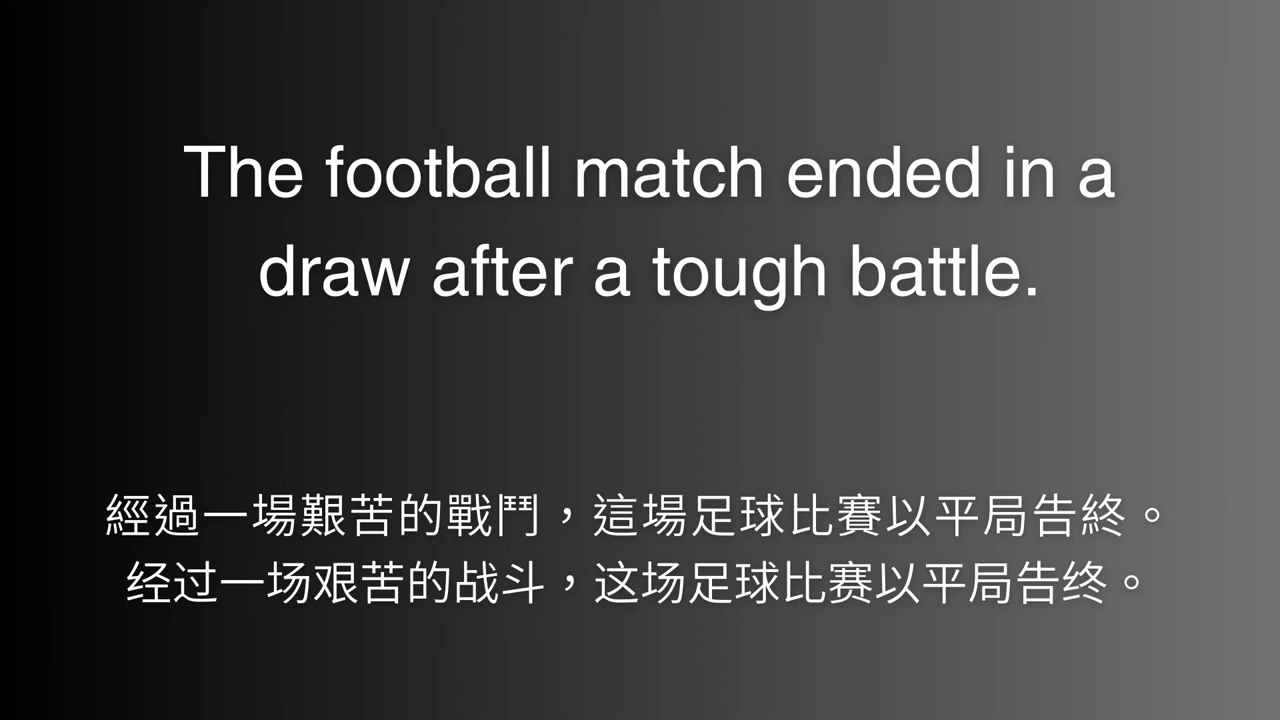 The football match ended in a
draw after a tough battle.
經過一場艱苦的戰鬥，這場足球比賽以平局告終。
经过一场艰苦的战斗，这场足球比赛以平局告终。